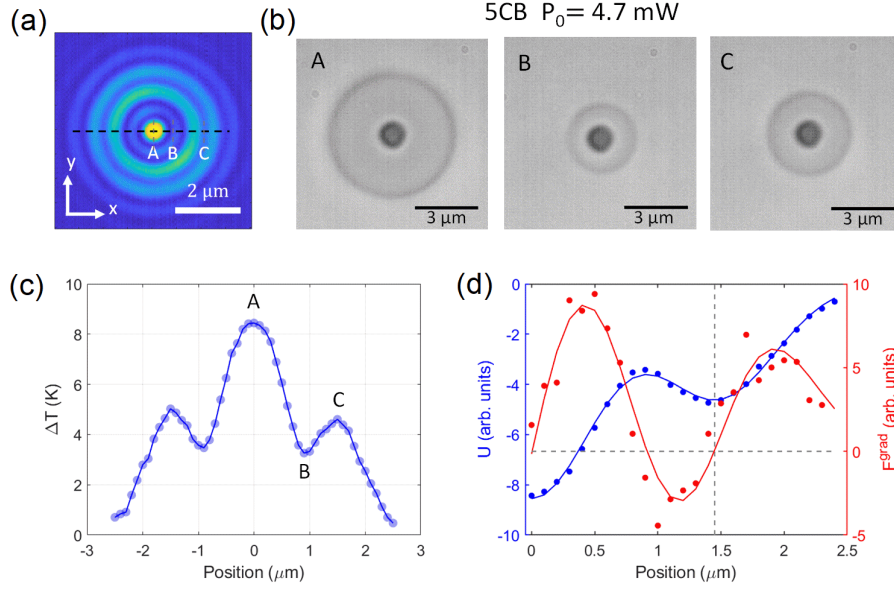 (a)
A B C
y
x
2 μm
(b)
5CB P₀= 4.7 mW
A
3 μm
B
3 μm
C
3 μm
(c)
ΔT (K)
10
8
6
4
2
0
A
B
C
-3 -2 -1 0 1 2 3
Position (μm)
(d)
U (arb. units)
0
-2
-4
-6
-8
-10
10
5
0
-5
F^grad (arb. units)
0 0.5 1 1.5 2 2.5
Position (μm)